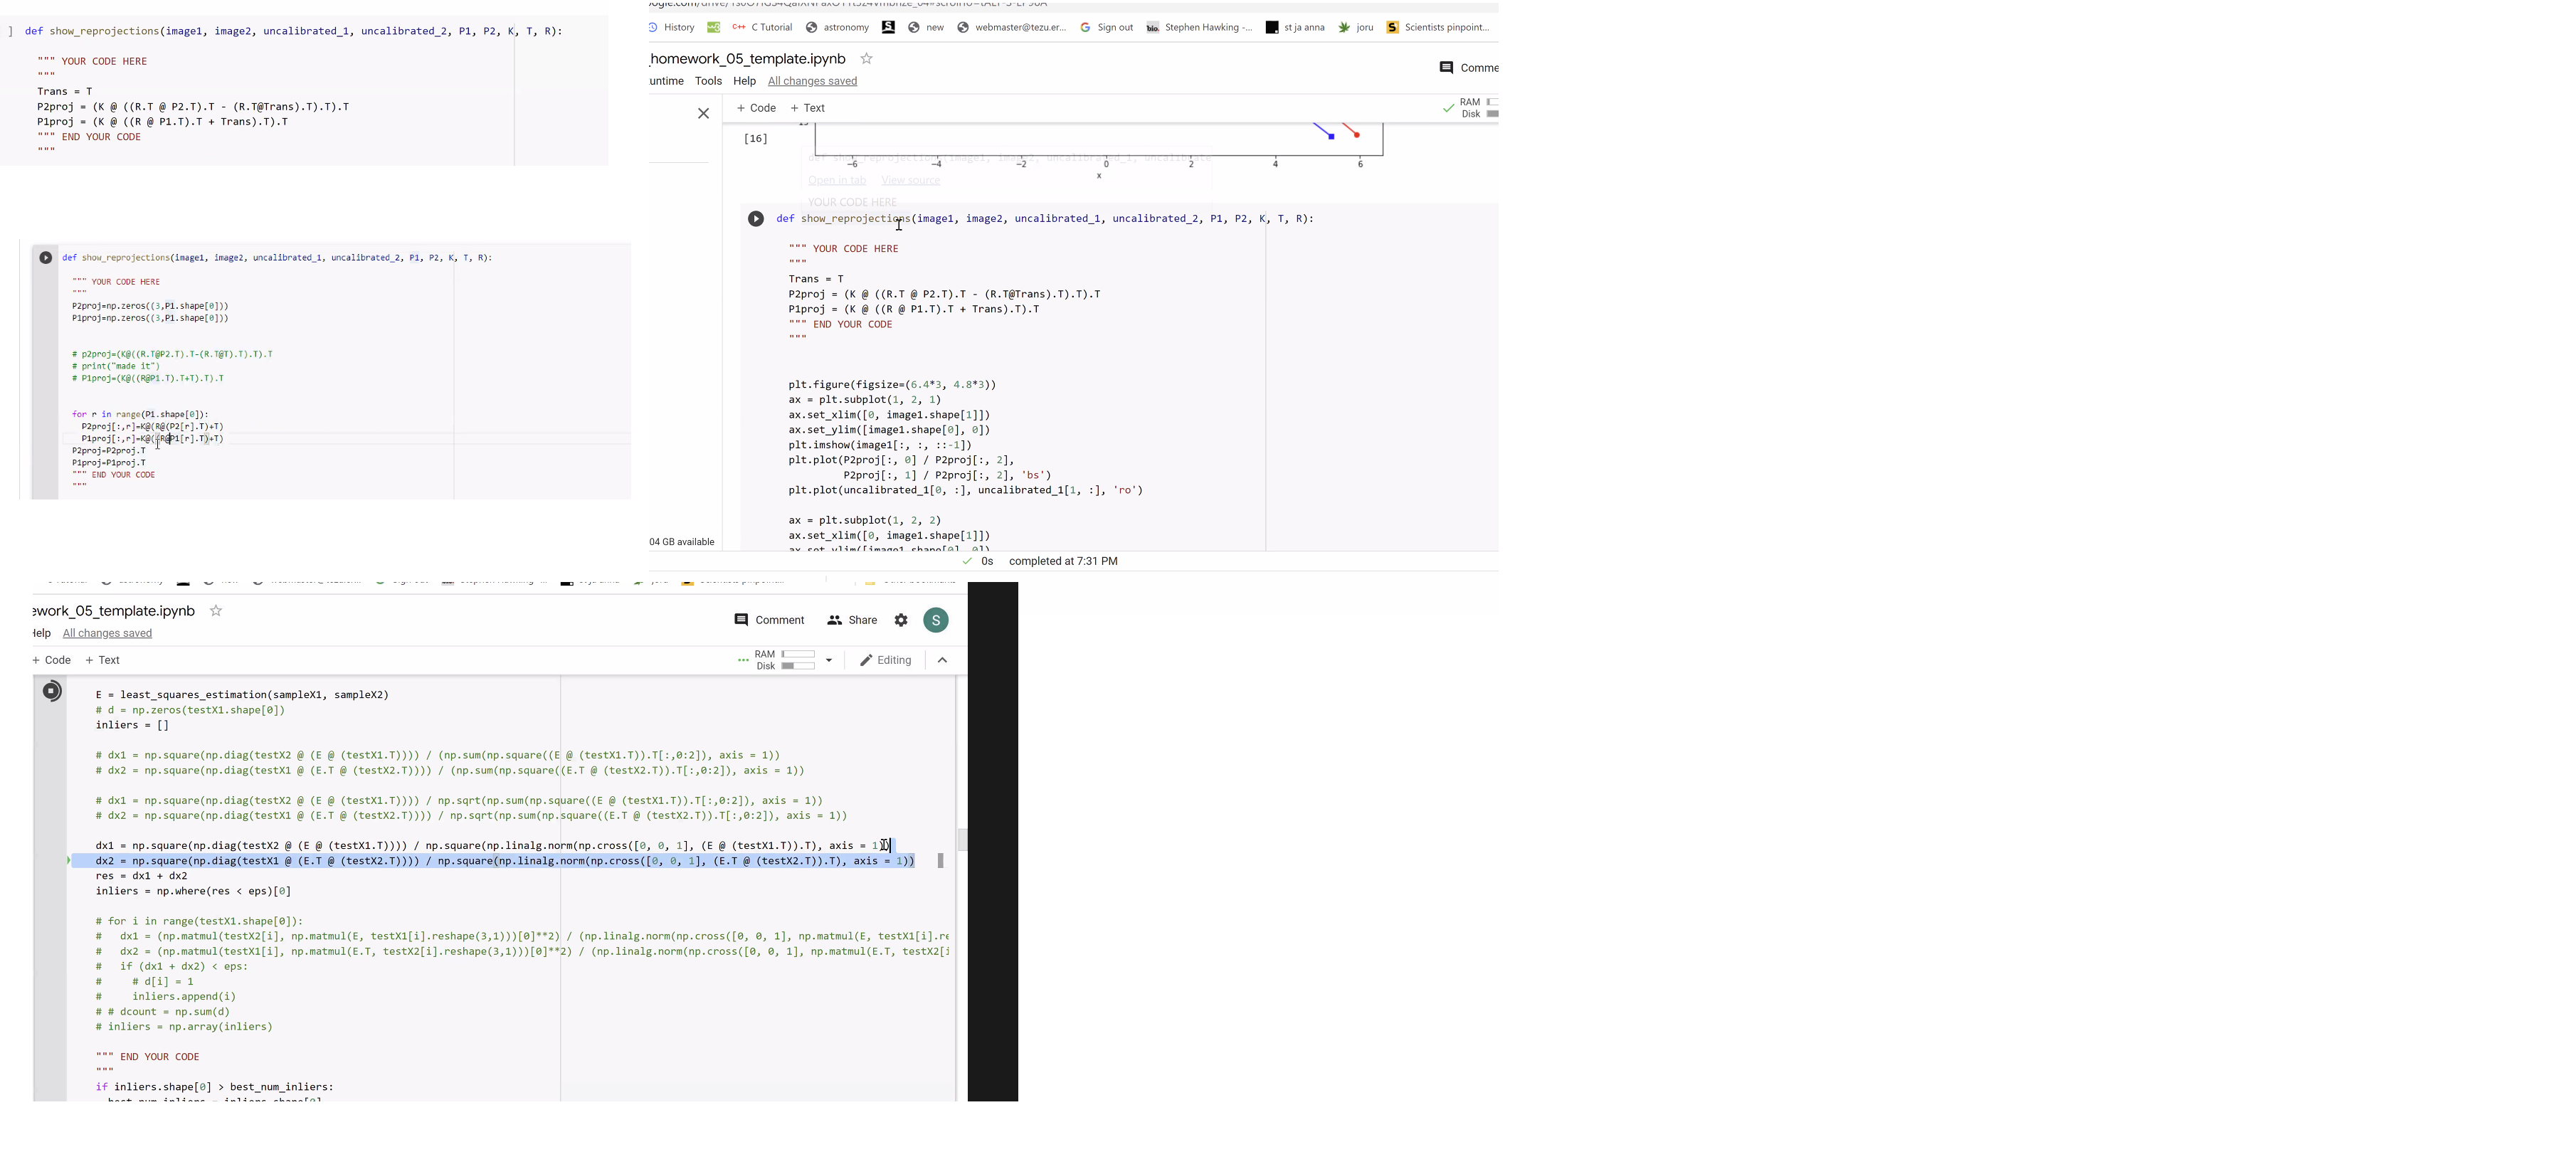 ] def show_reprojections(image1, image2, uncalibrated_1, uncalibrated_2, P1, P2, K, T, R):
""" YOUR CODE HERE
"""
Trans = T
P2proj = (K @ ((R.T @ P2.T).T - (R.T@Trans).T).T).T
P1proj = (K @ ((R @ P1.T).T + Trans).T).T
""" END YOUR CODE
"""
def show_reprojections(image1, image2, uncalibrated_1, uncalibrated_2, P1, P2, K, T, R):
""" YOUR CODE HERE
"""
P2proj=np.zeros((3,P1.shape[0]))
P1proj=np.zeros((3,P1.shape[0]))
# p2proj=(K@((R.T@P2.T).T-(R.T@T).T).T).T
# print("made it")
# P1proj=(K@((R@P1.T).T+T).T).T
for r in range(P1.shape[0]):
P2proj[:,r]=K@(R@(P2[r].T)+T)
P1proj[:,r]=K@(-R@P1[r].T)+T)
P2proj=P2proj.T
P1proj=P1proj.T
""" END YOUR CODE
"""
History C Tutorial astronomy new webmaster@tezu.er... Sign out Stephen Hawking -... st ja anna joru Scientists pinpoint...
_homework_05_template.ipynb
untime Tools Help All changes saved
Comme
+ Code + Text
RAM
Disk
[16]
−6 −4 −2 0 2 4 6
x
def show_reprojections(image1, image2, uncalibrated_1, uncalibrate
Open in tab View source
YOUR CODE HERE
def show_reprojections(image1, image2, uncalibrated_1, uncalibrated_2, P1, P2, K, T, R):
""" YOUR CODE HERE
"""
Trans = T
P2proj = (K @ ((R.T @ P2.T).T - (R.T@Trans).T).T).T
P1proj = (K @ ((R @ P1.T).T + Trans).T).T
""" END YOUR CODE
"""
plt.figure(figsize=(6.4*3, 4.8*3))
ax = plt.subplot(1, 2, 1)
ax.set_xlim([0, image1.shape[1]])
ax.set_ylim([image1.shape[0], 0])
plt.imshow(image1[:, :, ::-1])
plt.plot(P2proj[:, 0] / P2proj[:, 2],
P2proj[:, 1] / P2proj[:, 2], 'bs')
plt.plot(uncalibrated_1[0, :], uncalibrated_1[1, :], 'ro')
ax = plt.subplot(1, 2, 2)
ax.set_xlim([0, image1.shape[1]])
ax.set_ylim([image1.shape[0], 0])
04 GB available
0s completed at 7:31 PM
ework_05_template.ipynb
Help All changes saved
Comment Share S
+ Code + Text
RAM
Disk
Editing
E = least_squares_estimation(sampleX1, sampleX2)
# d = np.zeros(testX1.shape[0])
inliers = []
# dx1 = np.square(np.diag(testX2 @ (E @ (testX1.T)))) / (np.sum(np.square((E @ (testX1.T)).T[:,0:2]), axis = 1))
# dx2 = np.square(np.diag(testX1 @ (E.T @ (testX2.T)))) / (np.sum(np.square((E.T @ (testX2.T)).T[:,0:2]), axis = 1))
# dx1 = np.square(np.diag(testX2 @ (E @ (testX1.T)))) / np.sqrt(np.sum(np.square((E @ (testX1.T)).T[:,0:2]), axis = 1))
# dx2 = np.square(np.diag(testX1 @ (E.T @ (testX2.T)))) / np.sqrt(np.sum(np.square((E.T @ (testX2.T)).T[:,0:2]), axis = 1))
dx1 = np.square(np.diag(testX2 @ (E @ (testX1.T)))) / np.square(np.linalg.norm(np.cross([0, 0, 1], (E @ (testX1.T)).T), axis = 1))
dx2 = np.square(np.diag(testX1 @ (E.T @ (testX2.T)))) / np.square(np.linalg.norm(np.cross([0, 0, 1], (E.T @ (testX2.T)).T), axis = 1))
res = dx1 + dx2
inliers = np.where(res < eps)[0]
# for i in range(testX1.shape[0]):
# dx1 = (np.matmul(testX2[i], np.matmul(E, testX1[i].reshape(3,1)))[0]**2) / (np.linalg.norm(np.cross([0, 0, 1], np.matmul(E, testX1[i].re
# dx2 = (np.matmul(testX1[i], np.matmul(E.T, testX2[i].reshape(3,1)))[0]**2) / (np.linalg.norm(np.cross([0, 0, 1], np.matmul(E.T, testX2[i
# if (dx1 + dx2) < eps:
# # d[i] = 1
# inliers.append(i)
# # dcount = np.sum(d)
# inliers = np.array(inliers)
""" END YOUR CODE
"""
if inliers.shape[0] > best_num_inliers:
best_num_inliers = inliers.shape[0]